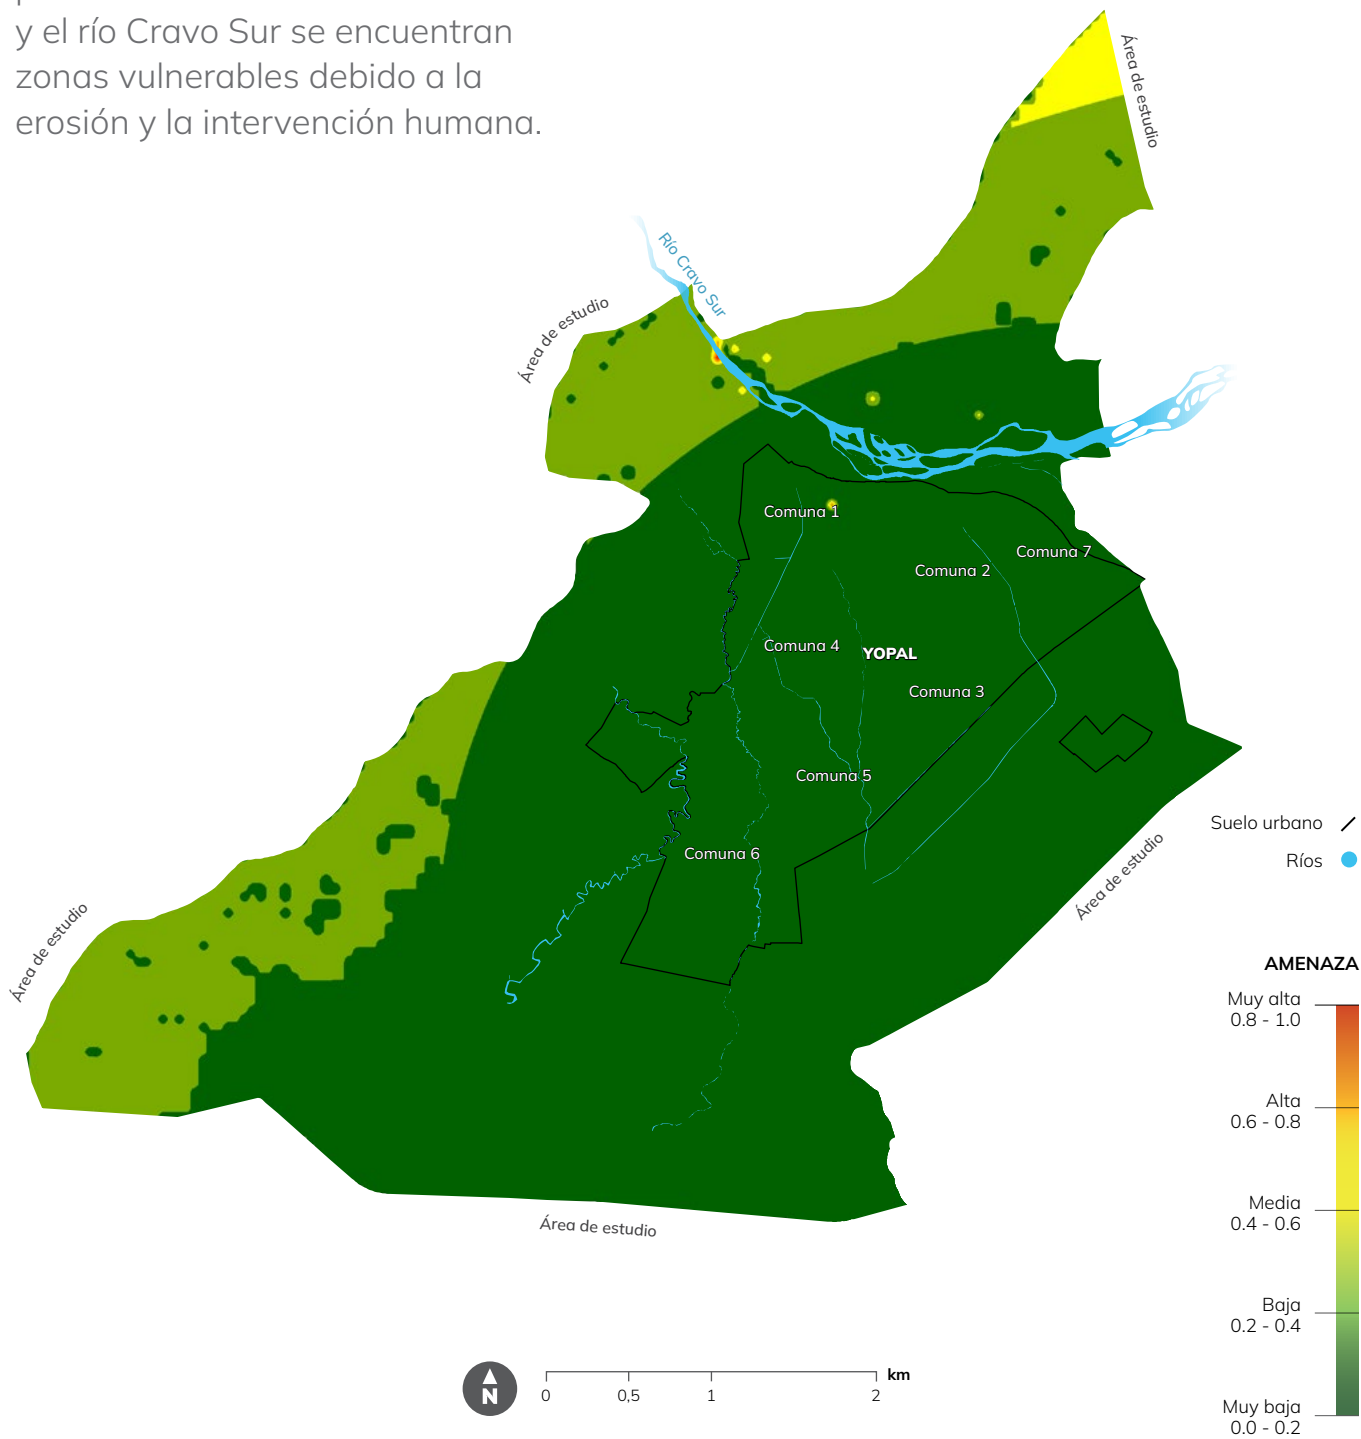 y el río Cravo Sur se encuentran
zonas vulnerables debido a la
erosión y la intervención humana.
Área de estudio
Río Cravo Sur
Área de estudio
Comuna 1
Comuna 7
Comuna 2
Comuna 4
YOPAL
Comuna 3
Comuna 5
Comuna 6
Suelo urbano
Ríos
Área de estudio
Área de estudio
AMENAZA
Muy alta
0.8 - 1.0
Alta
0.6 - 0.8
Media
0.4 - 0.6
Baja
0.2 - 0.4
Muy baja
0.0 - 0.2
Área de estudio
N
km
0 0,5 1 2